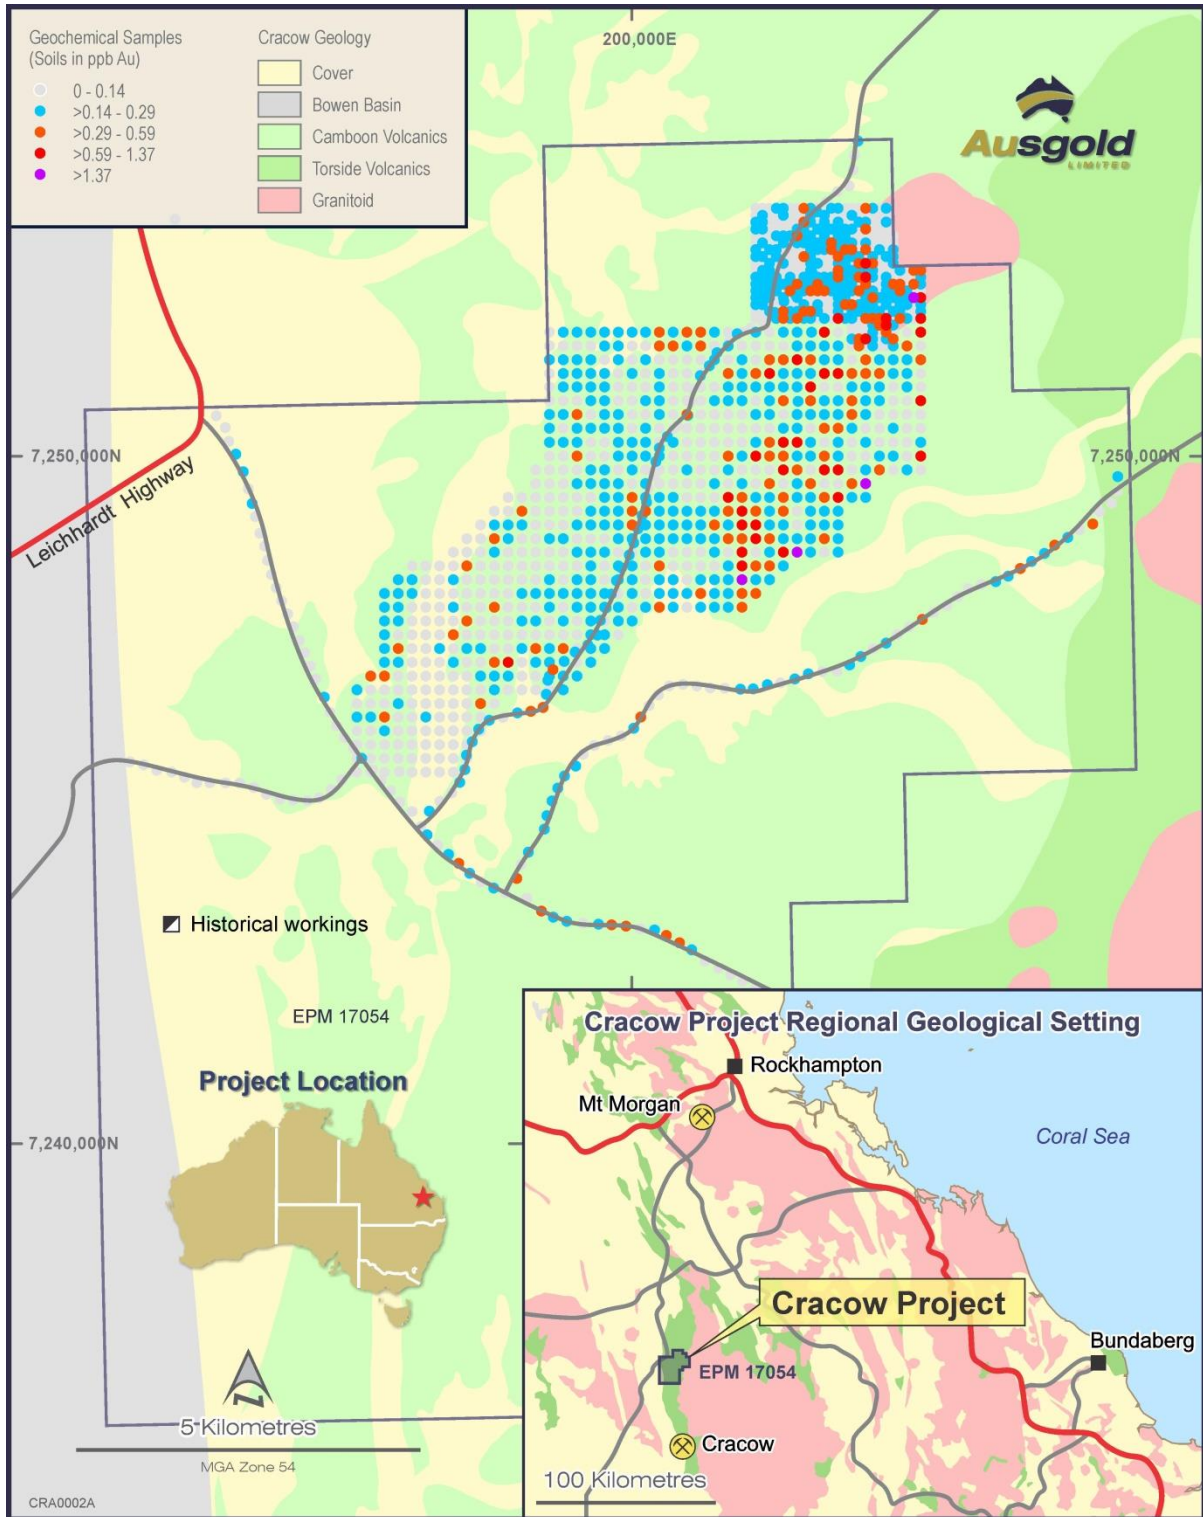 Geochemical Samples
(Soils in ppb Au)
0 - 0.14
>0.14 - 0.29
>0.29 - 0.59
>0.59 - 1.37
>1.37
Cracow Geology
Cover
Bowen Basin
Camboon Volcanics
Torside Volcanics
Granitoid
200,000E
Ausgold
LIMITED
7,250,000N
7,250,000N
Leichhardt Highway
Historical workings
EPM 17054
Project Location
7,240,000N
5 Kilometres
MGA Zone 54
CRA0002A
Cracow Project Regional Geological Setting
Rockhampton
Mt Morgan
Coral Sea
Cracow Project
Bundaberg
EPM 17054
Cracow
100 Kilometres